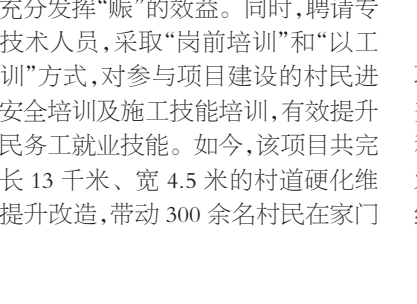 充分发挥“赈”的效益。同时,聘请专
技术人员,采取“岗前培训”和“以工
训”方式,对参与项目建设的村民进
安全培训及施工技能培训,有效提升
民务工就业技能。如今,该项目共完
长 13 千米、宽 4.5 米的村道硬化维
提升改造,带动 300 余名村民在家门